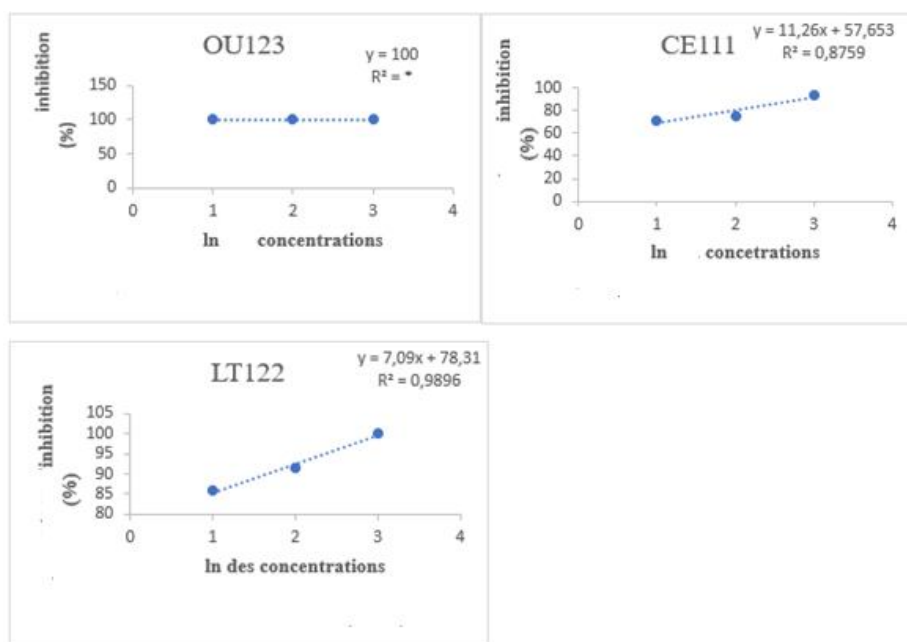 OU123
y = 100
R² = *
inhibition
(%)
150
100
50
0
0 1 2 3 4
ln concentrations
CE111
y = 11,26x + 57,653
R² = 0,8759
inhibition
(%)
100
80
60
40
20
0
0 1 2 3 4
ln concetrations
LT122
y = 7,09x + 78,31
R² = 0,9896
inhibition
(%)
105
100
95
90
85
80
0 1 2 3 4
ln des concentrations